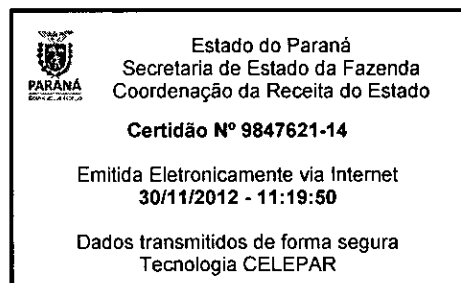 Estado do Paraná
Secretaria de Estado da Fazenda
PARANÁ
Coordenação da Receita do Estado
Certidão Nº 9847621-14
Emitida Eletronicamente via Internet
30/11/2012 - 11:19:50
Dados transmitidos de forma segura
Tecnologia CELEPAR